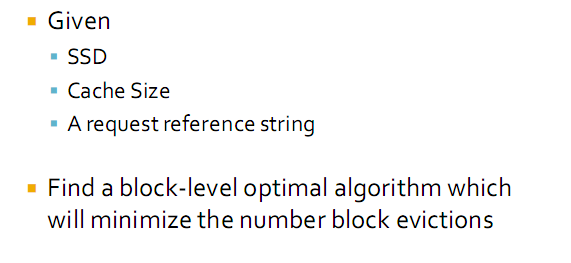 Given
SSD
Cache Size
A request reference string
Find a block-level optimal algorithm which
will minimize the number block evictions